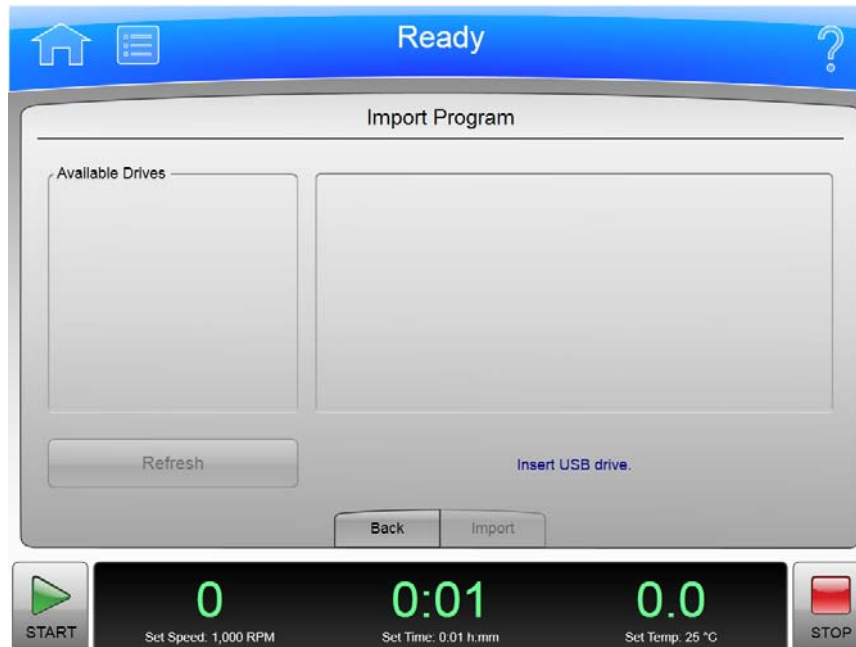 Ready
Import Program
Available Drives
Refresh
Insert USB drive.
Back Import
0 0:01 0.0
START Set Speed: 1,000 RPM Set Time: 0:01 h:mm Set Temp: 25 °C STOP